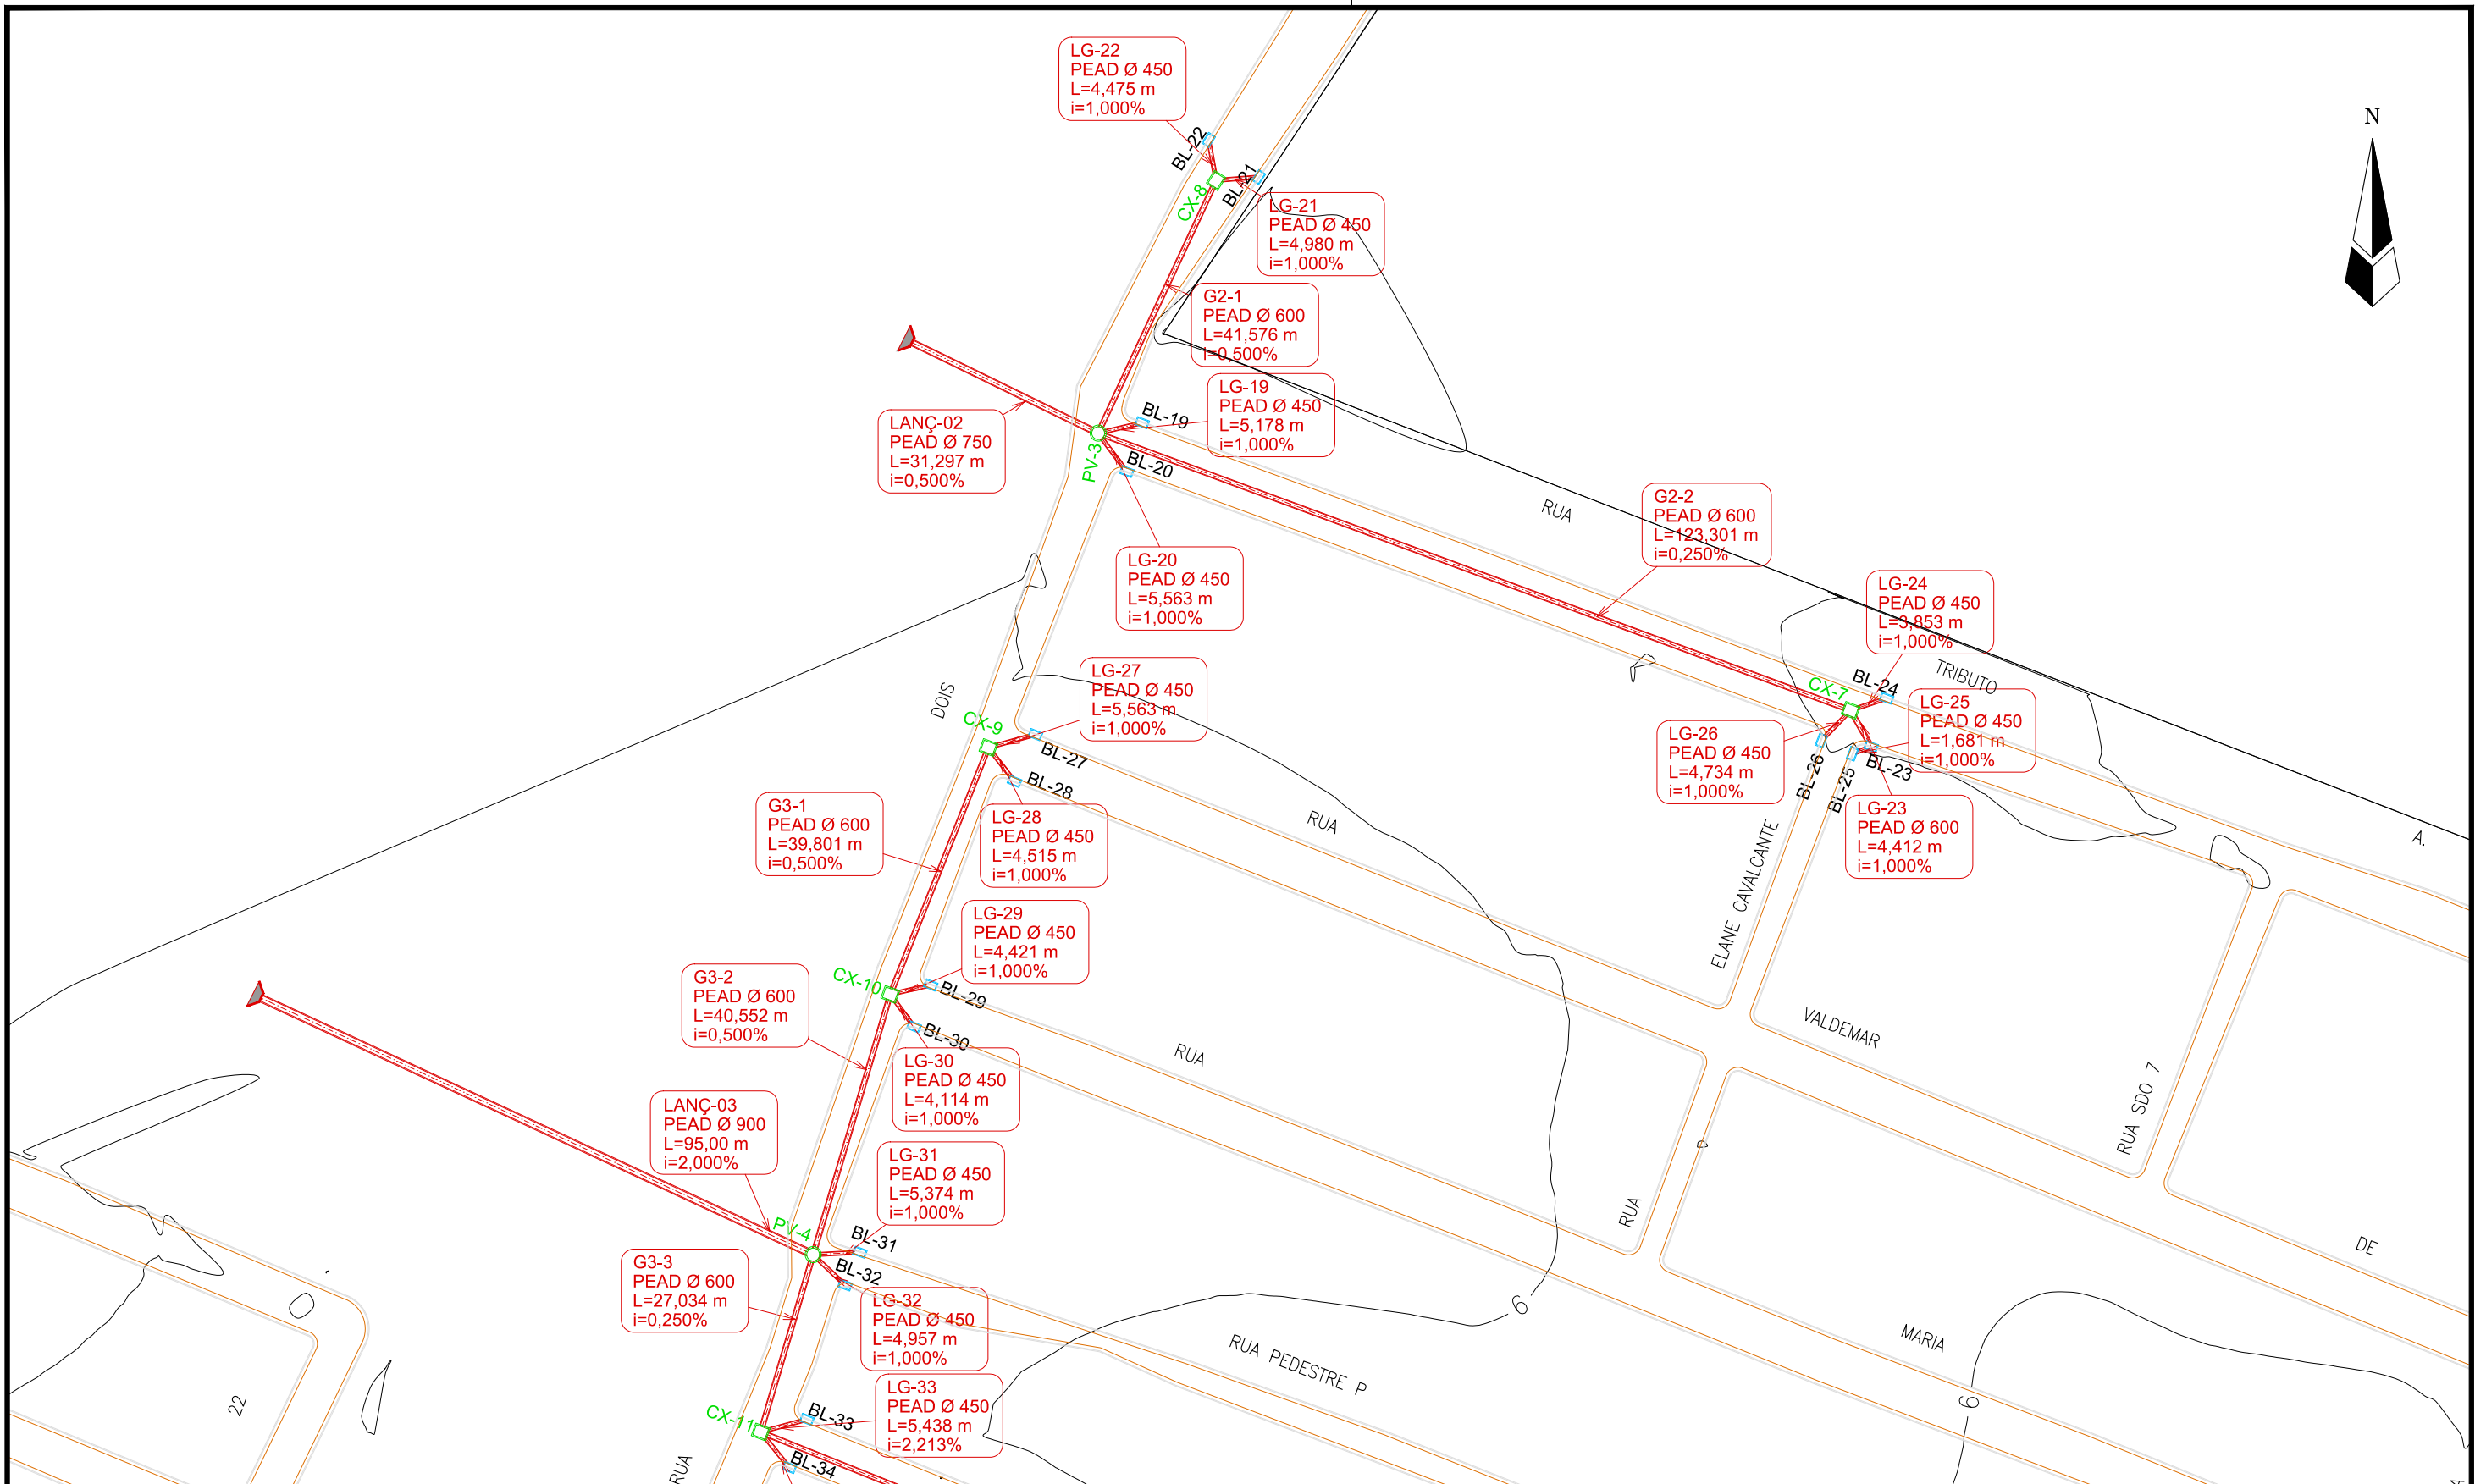 LG-22
PEAD Ø 450
L=4,475 m
i=1,000%
N
BL-22
BL-21
CX-8
LG-21
PEAD Ø 450
L=4,980 m
i=1,000%
G2-1
PEAD Ø 600
L=41,576 m
i=0,500%
LG-19
PEAD Ø 450
L=5,178 m
i=1,000%
LANÇ-02
PEAD Ø 750
L=31,297 m
i=0,500%
BL-19
PV-3
BL-20
RUA
G2-2
PEAD Ø 600
L=123,301 m
i=0,250%
LG-20
PEAD Ø 450
L=5,563 m
i=1,000%
LG-24
PEAD Ø 450
L=3,853 m
i=1,000%
LG-27
PEAD Ø 450
L=5,563 m
i=1,000%
DOIS
CX-9
BL-27
BL-28
CX-7
BL-24
TRIBUTO
LG-25
PEAD Ø 450
L=1,681 m
i=1,000%
LG-26
PEAD Ø 450
L=4,734 m
i=1,000%
BL-26
BL-25
BL-23
LG-23
PEAD Ø 600
L=4,412 m
i=1,000%
G3-1
PEAD Ø 600
L=39,801 m
i=0,500%
LG-28
PEAD Ø 450
L=4,515 m
i=1,000%
RUA
ELANE CAVALCANTE
A.
LG-29
PEAD Ø 450
L=4,421 m
i=1,000%
G3-2
PEAD Ø 600
L=40,552 m
i=0,500%
CX-10
BL-29
BL-30
RUA
VALDEMAR
LG-30
PEAD Ø 450
L=4,114 m
i=1,000%
LANÇ-03
PEAD Ø 900
L=95,00 m
i=2,000%
RUA SDO 7
LG-31
PEAD Ø 450
L=5,374 m
i=1,000%
RUA
PV-4
BL-31
BL-32
DE
G3-3
PEAD Ø 600
L=27,034 m
i=0,250%
LG-32
PEAD Ø 450
L=4,957 m
i=1,000%
6
RUA PEDESTRE P
MARIA
22
6
LG-33
PEAD Ø 450
L=5,438 m
i=2,213%
CX-11
BL-33
BL-34
RUA